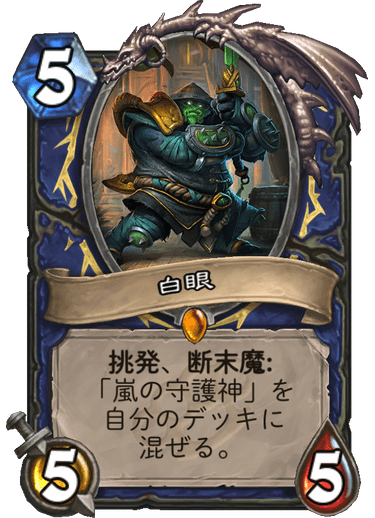 5
白眼
挑発、断末魔:
「嵐の守護神」を
自分のデッキに
混ぜる。
5
5